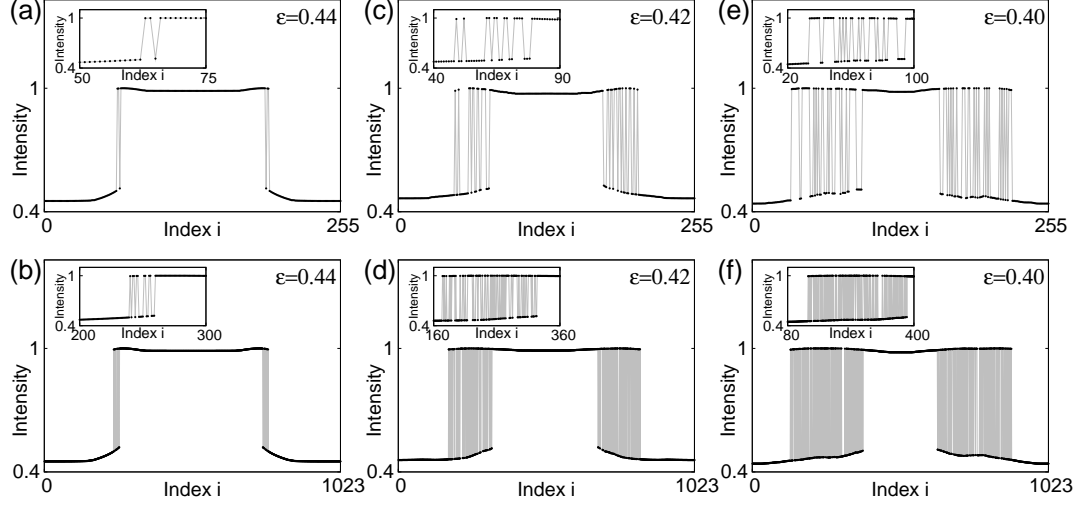 (a)
1
Intensity
0.4
50
Index i
75
ε=0.44
1
Intensity
0.4
0
Index i
255
(c)
1
Intensity
0.4
40
Index i
90
ε=0.42
1
Intensity
0.4
0
Index i
255
(e)
1
Intensity
0.4
20
Index i
100
ε=0.40
1
Intensity
0.4
0
Index i
255
(b)
1
Intensity
0.4
200
Index i
300
ε=0.44
1
Intensity
0.4
0
Index i
1023
(d)
1
Intensity
0.4
160
Index i
360
ε=0.42
1
Intensity
0.4
0
Index i
1023
(f)
1
Intensity
0.4
80
Index i
400
ε=0.40
1
Intensity
0.4
0
Index i
1023